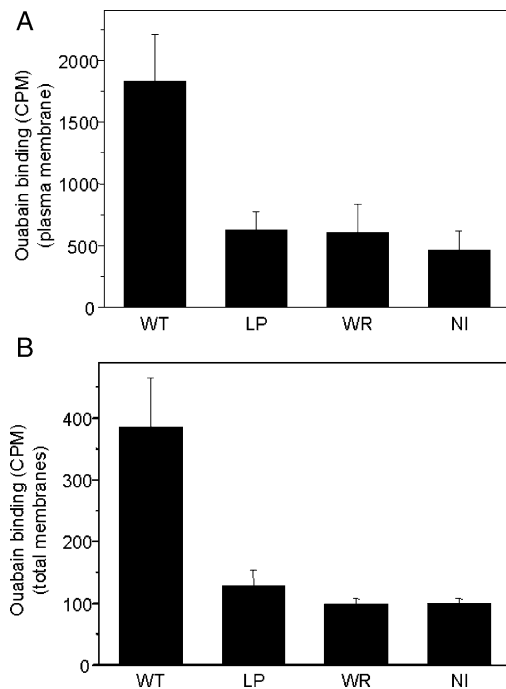 A
Ouabain binding (CPM)
(plasma membrane)
2000
1500
1000
500
0
WT LP WR NI
B
Ouabain binding (CPM)
(total membranes)
400
300
200
100
0
WT LP WR NI